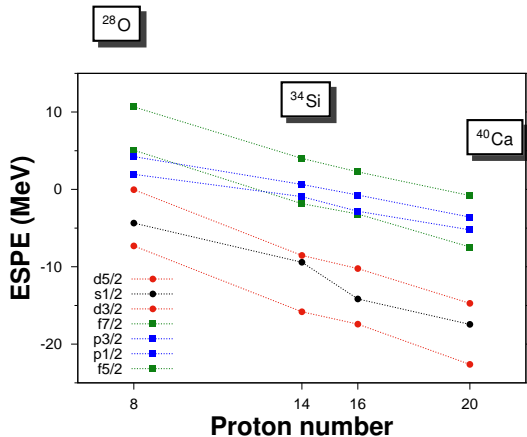 ²⁸O
³⁴Si
⁴⁰Ca
ESPE (MeV)
10
0
-10
-20
d5/2
s1/2
d3/2
f7/2
p3/2
p1/2
f5/2
8
14
16
20
Proton number